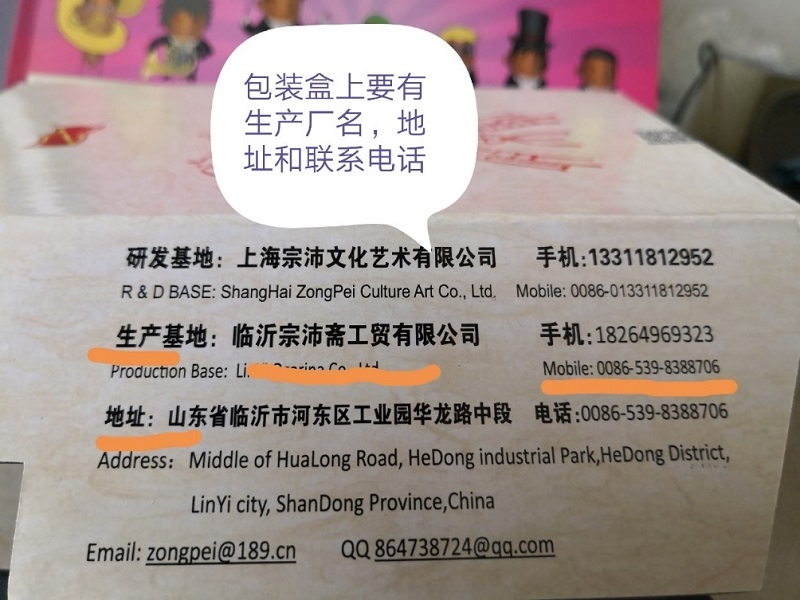 包装盒上要有
生产厂名，地
址和联系电话
研发基地：上海宗沛文化艺术有限公司 手机:13311812952
R & D BASE: ShangHai ZongPei Culture Art Co., Ltd. Mobile: 0086-013311812952
生产基地：临沂宗沛斋工贸有限公司 手机:18264969323
Production Base: Mobile: 0086-539-8388706
地址：山东省临沂市河东区工业园华龙路中段 电话:0086-539-8388706
Address: Middle of HuaLong Road, HeDong industrial Park,HeDong District,
LinYi city, ShanDong Province,China
Email: zongpei@189.cn QQ 864738724@qq.com